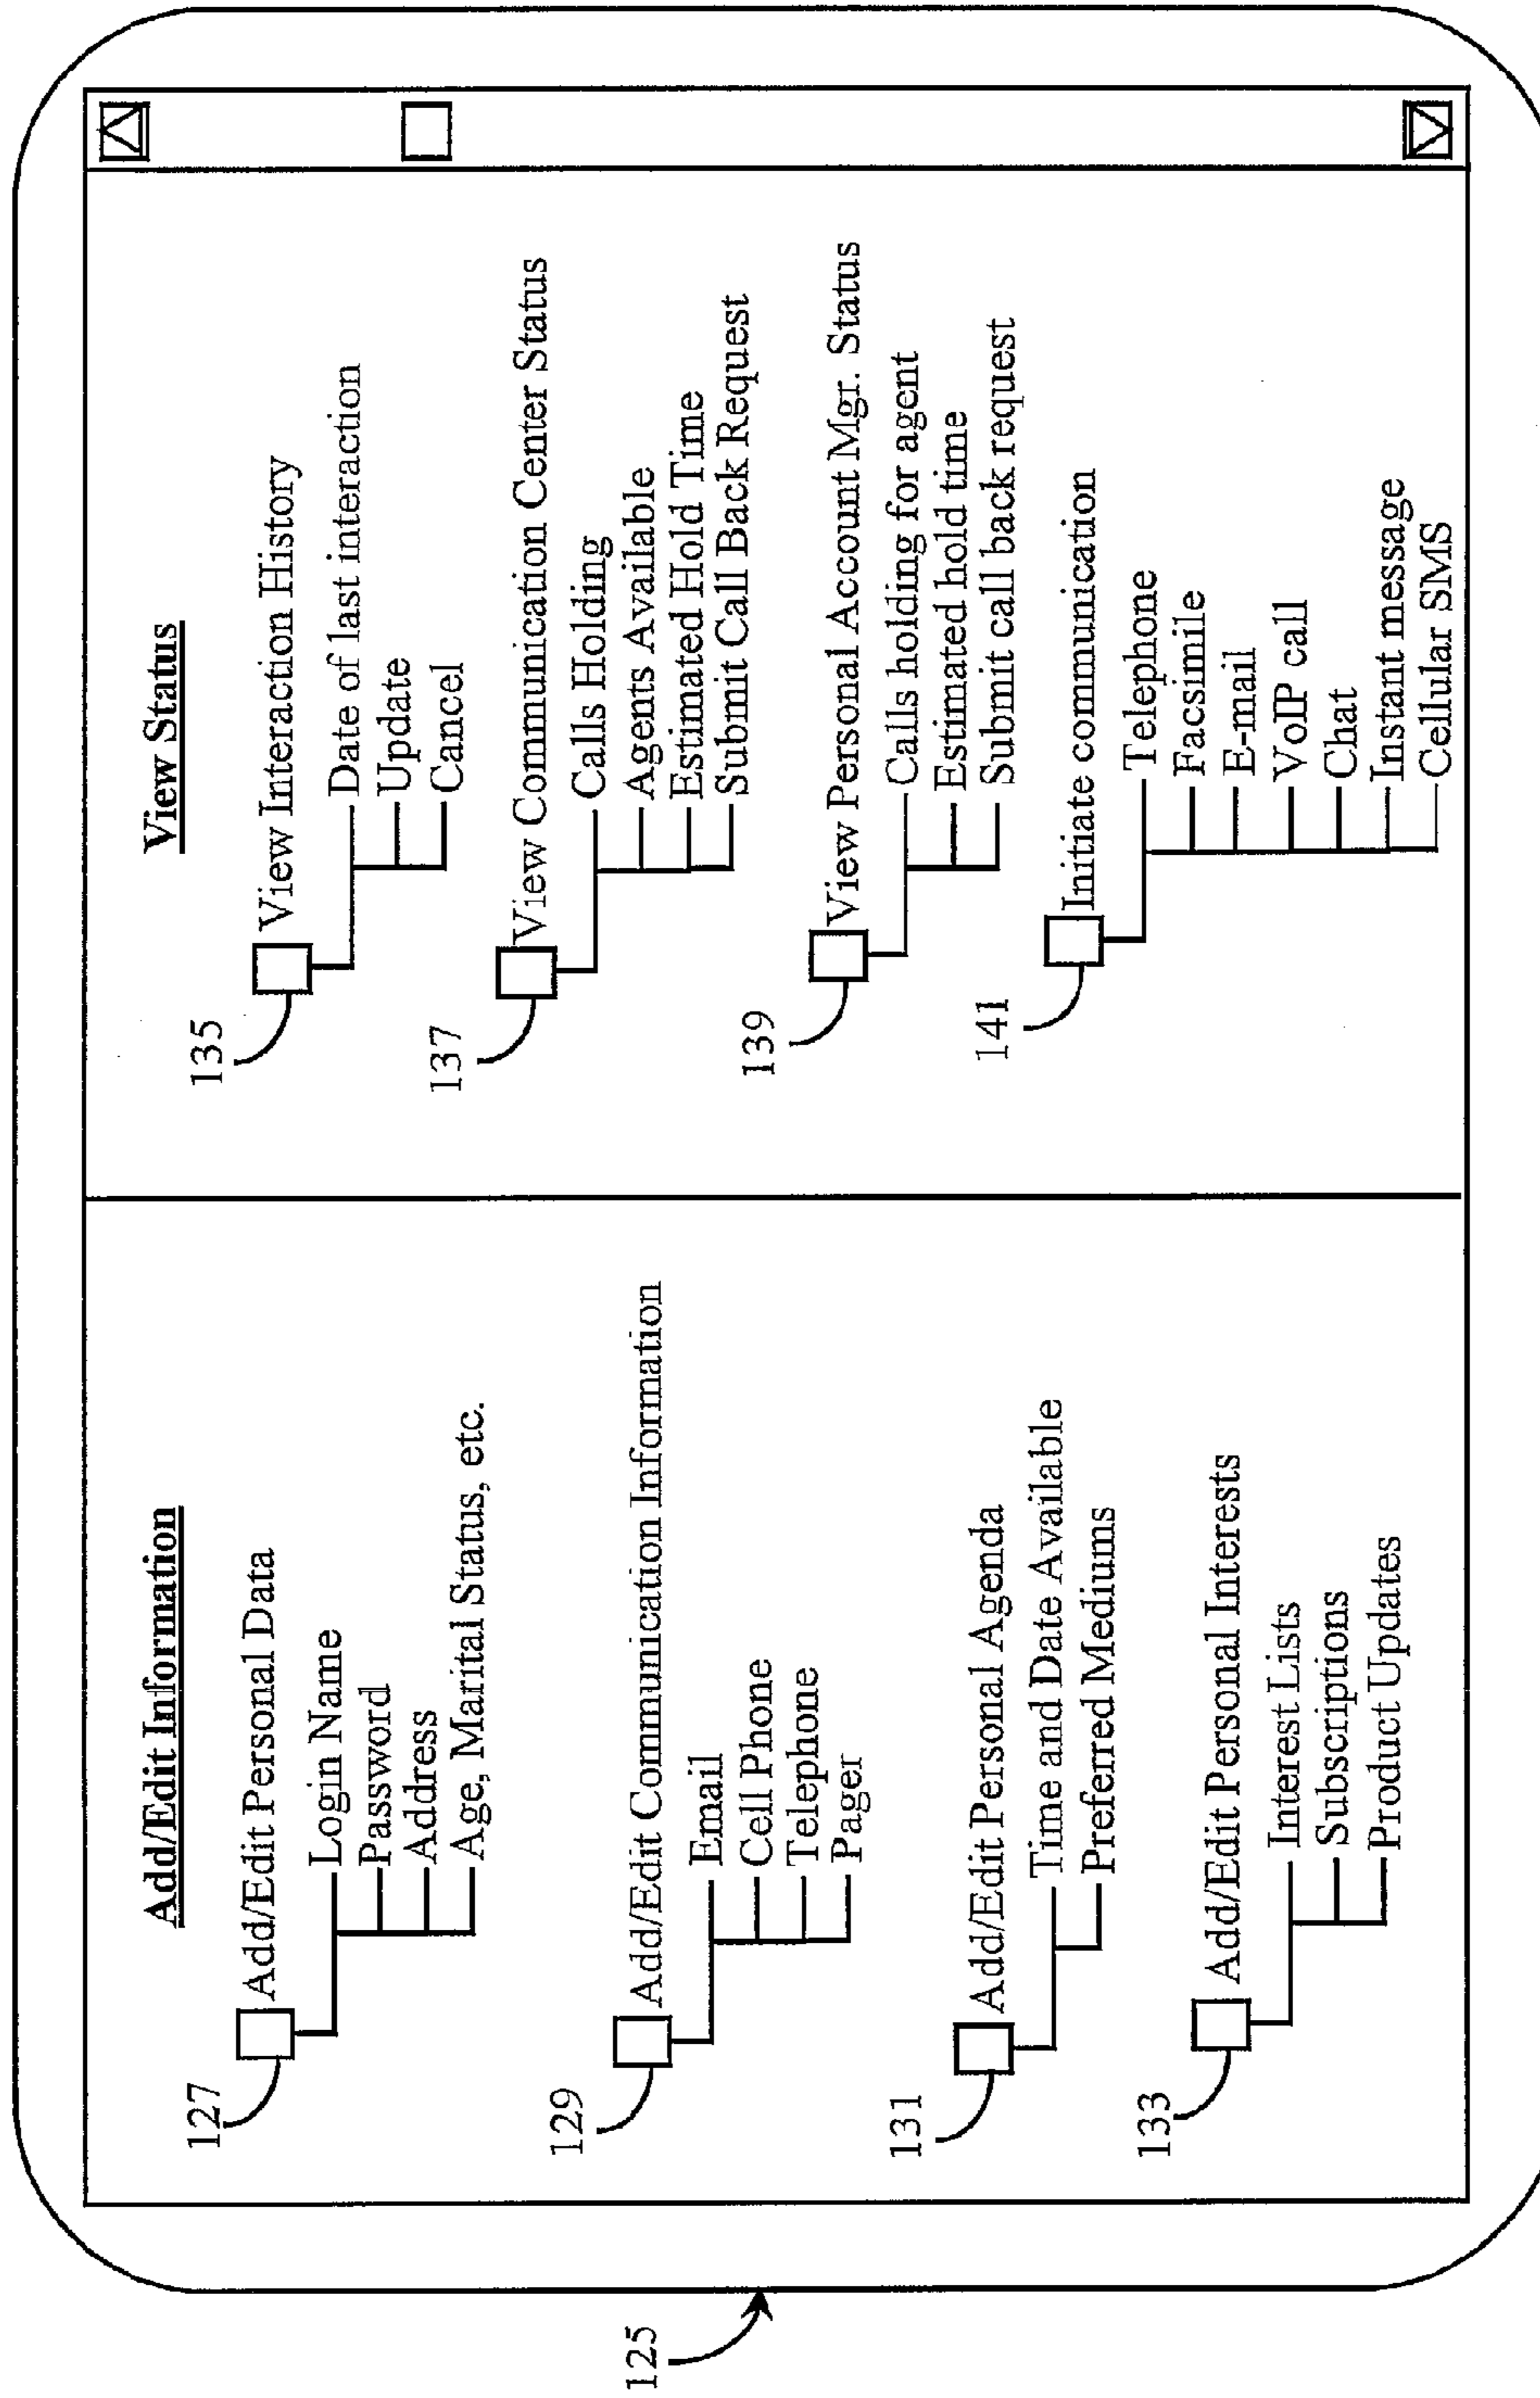 125
Add/Edit Information
127
Add/Edit Personal Data
Login Name
Password
Address
Age, Marital Status, etc.
129
Add/Edit Communication Information
Email
Cell Phone
Telephone
Pager
131
Add/Edit Personal Agenda
Time and Date Available
Preferred Mediums
133
Add/Edit Personal Interests
Interest Lists
Subscriptions
Product Updates
View Status
135
View Interaction History
Date of last interaction
Update
Cancel
137
View Communication Center Status
Calls Holding
Agents Available
Estimated Hold Time
Submit Call Back Request
139
View Personal Account Mgr. Status
Calls holding for agent
Estimated hold time
Submit call back request
141
Initiate communication
Telephone
Facsimile
E-mail
VoIP call
Chat
Instant message
Cellular SMS